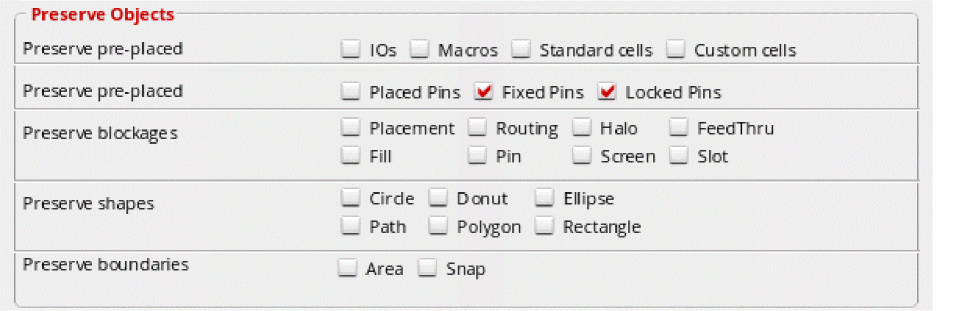 Preserve Objects
Preserve pre-placed IOs Macros Standard cells Custom cells
Preserve pre-placed Placed Pins Fixed Pins Locked Pins
Preserve blockages Placement Routing Halo FeedThru
Fill Pin Screen Slot
Preserve shapes Circle Donut Ellipse
Path Polygon Rectangle
Preserve boundaries Area Snap